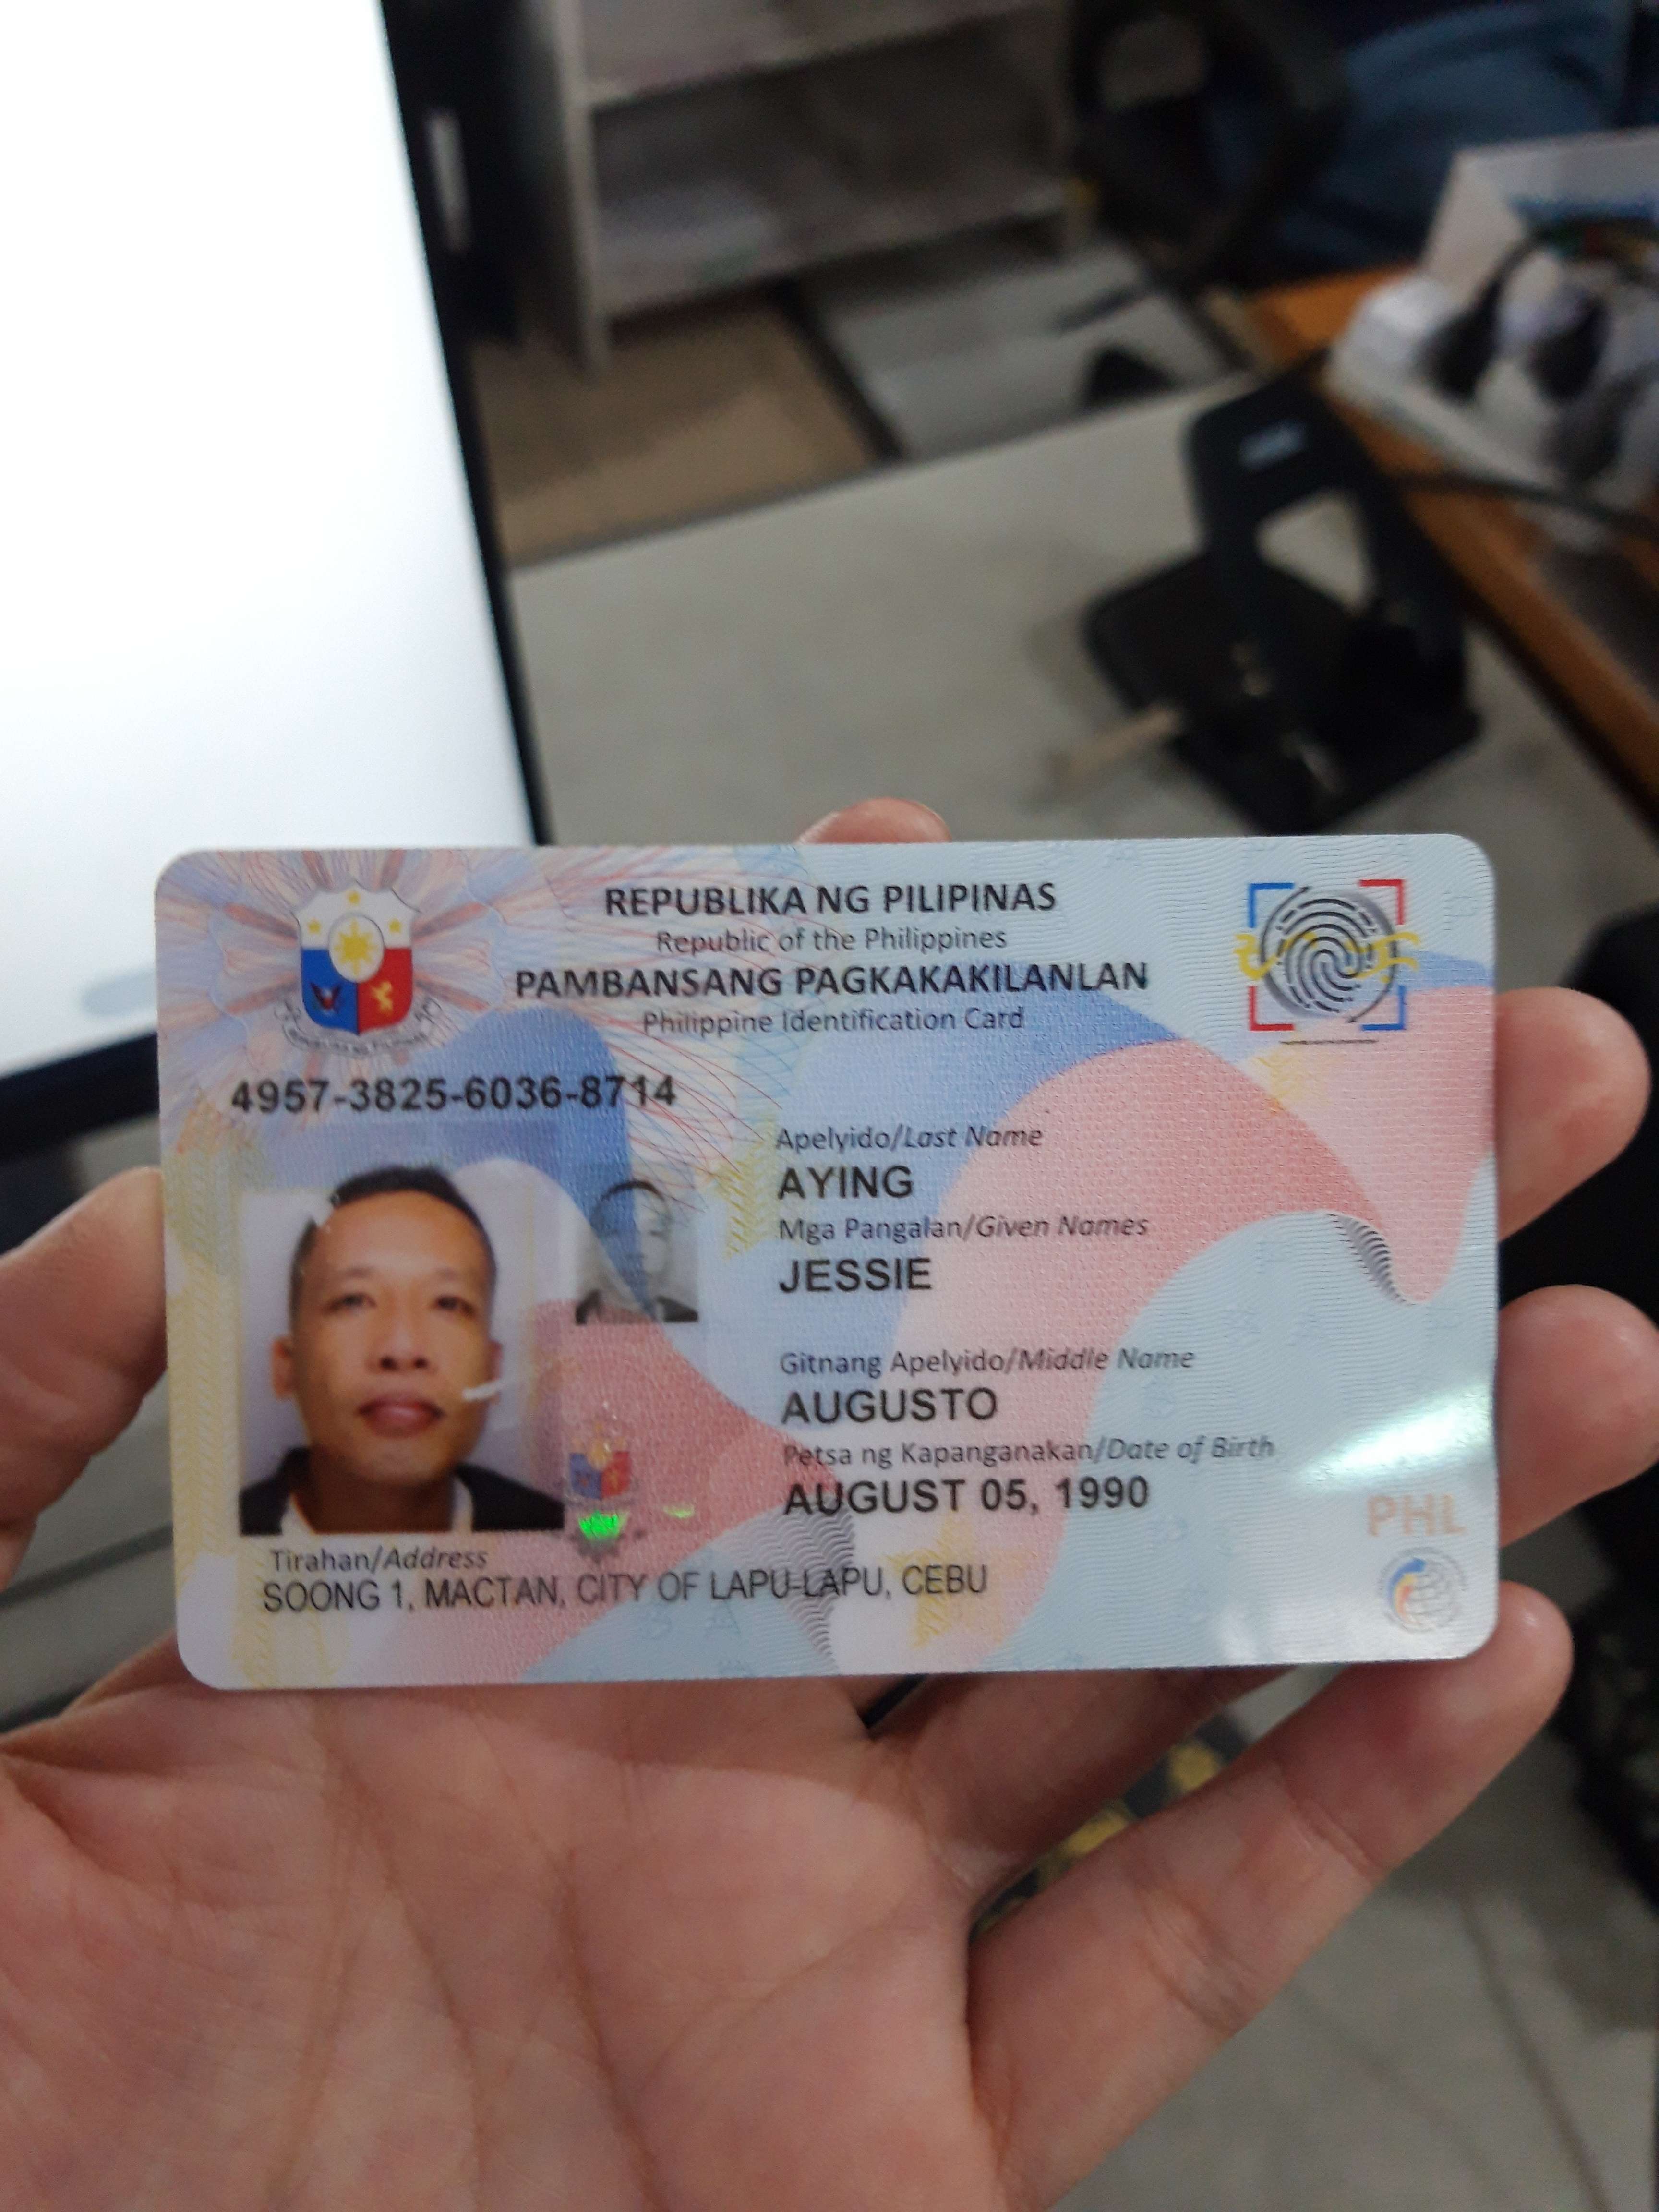 REPUBLIKA NG PILIPINAS
Republic of the Philippines
PAMBANSANG PAGKAKAKILANLAN
Philippine Identification Card
4957-3825-6036-8714
Apelyido/Last Name
AYING
Mga Pangalan/Given Names
JESSIE
Gitnang Apelyido/Middle Name
AUGUSTO
Petsa ng Kapanganakan/Date of Birth
AUGUST 05, 1990
PHL
Tirahan/Address
SOONG 1, MACTAN, CITY OF LAPU-LAPU, CEBU